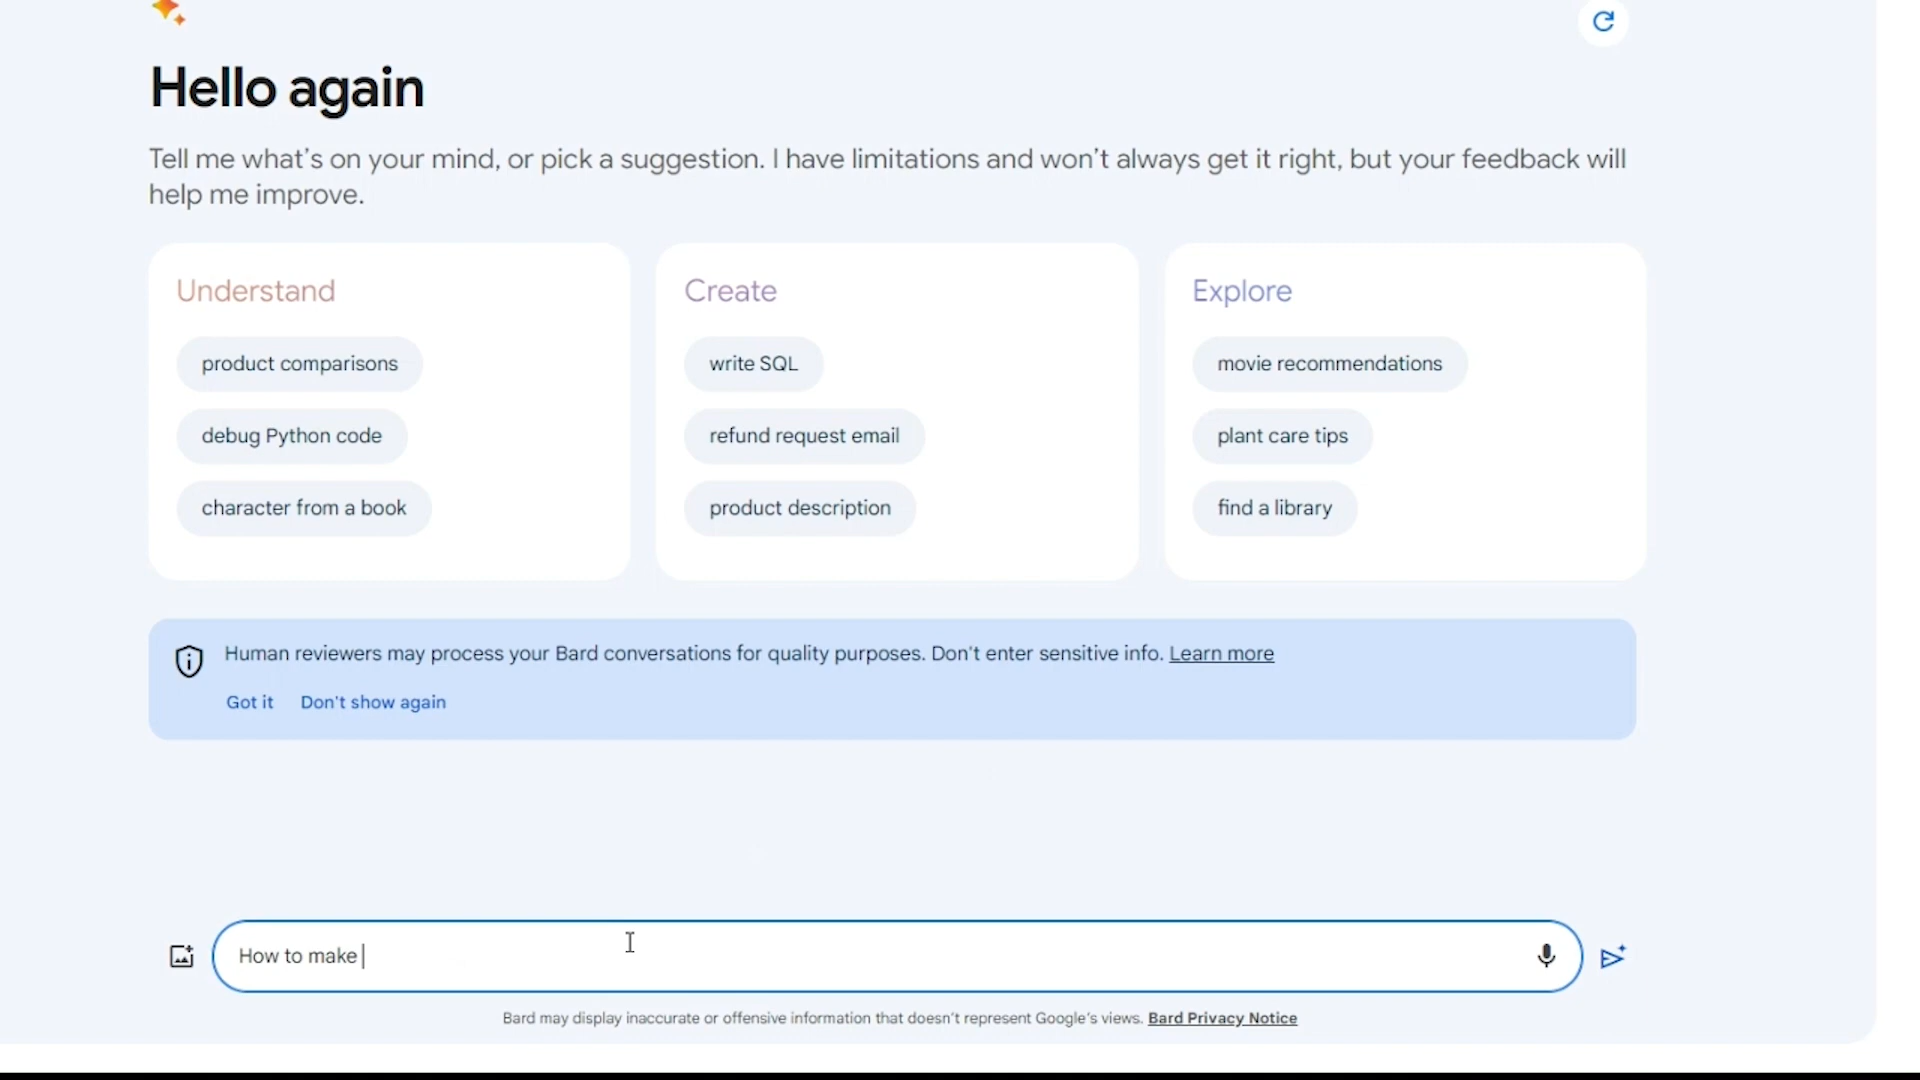 Hello again
Tell me what's on your mind, or pick a suggestion. I have limitations and won't always get it right, but your feedback will
help me improve.
Understand
product comparisons
debug Python code
character from a book
Create
write SQL
refund request email
product description
Explore
movie recommendations
plant care tips
find a library
Human reviewers may process your Bard conversations for quality purposes. Don't enter sensitive info. Learn more
Got it Don't show again
How to make
Bard may display inaccurate or offensive information that doesn't represent Google's views. Bard Privacy Notice